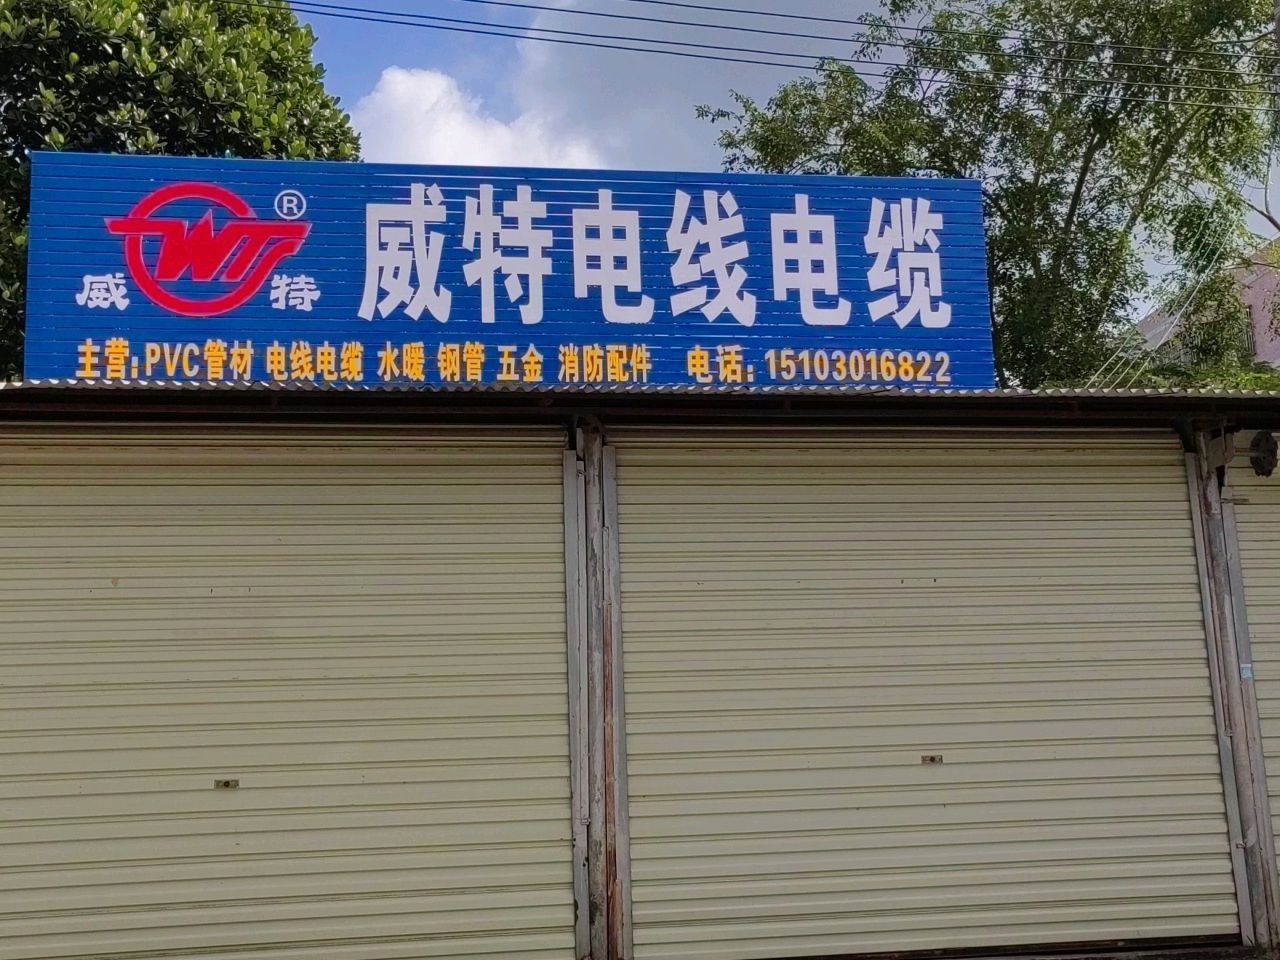 WT ®
威 特
威特电线电缆
主营:PVC管材 电线电缆 水暖 钢管 五金 消防配件 电话:15103016822